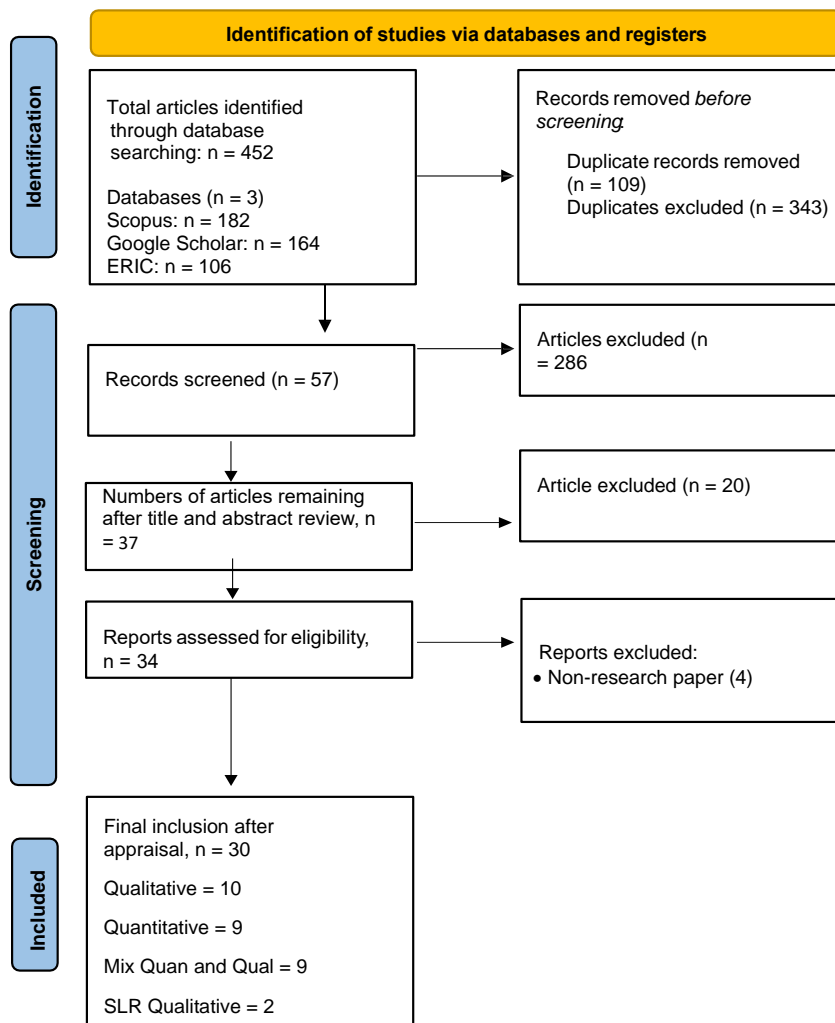 Identification of studies via databases and registers
Identification
Total articles identified
through database
searching: n = 452
Databases (n = 3)
Scopus: n = 182
Google Scholar: n = 164
ERIC: n = 106
Records removed before
screening:
Duplicate records removed
(n = 109)
Duplicates excluded (n = 343)
Screening
Records screened (n = 57)
Articles excluded (n
= 286
Numbers of articles remaining
after title and abstract review, n
= 37
Article excluded (n = 20)
Reports assessed for eligibility,
n = 34
Reports excluded:
• Non-research paper (4)
Included
Final inclusion after
appraisal, n = 30
Qualitative = 10
Quantitative = 9
Mix Quan and Qual = 9
SLR Qualitative = 2